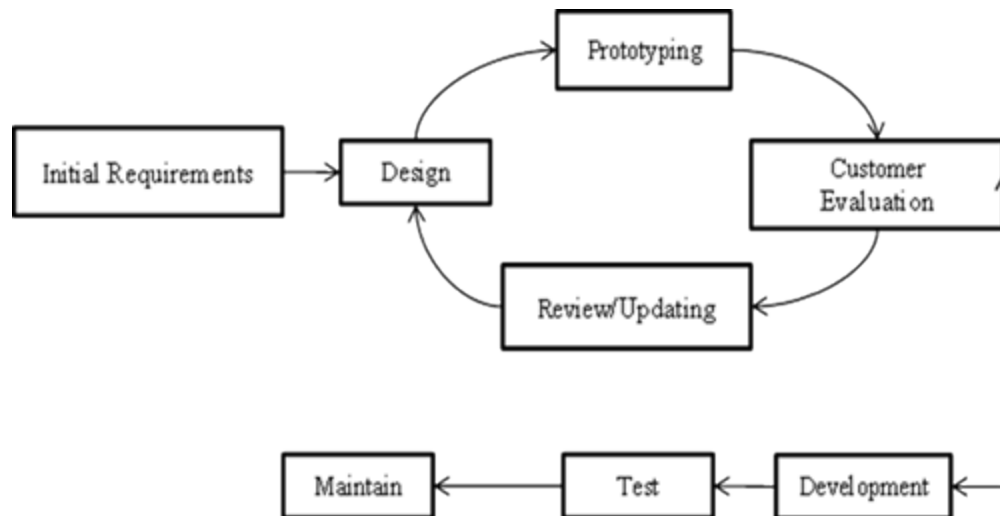 Prototyping
Initial Requirements
Design
Customer
Evaluation
Review/Updating
Maintain
Test
Development